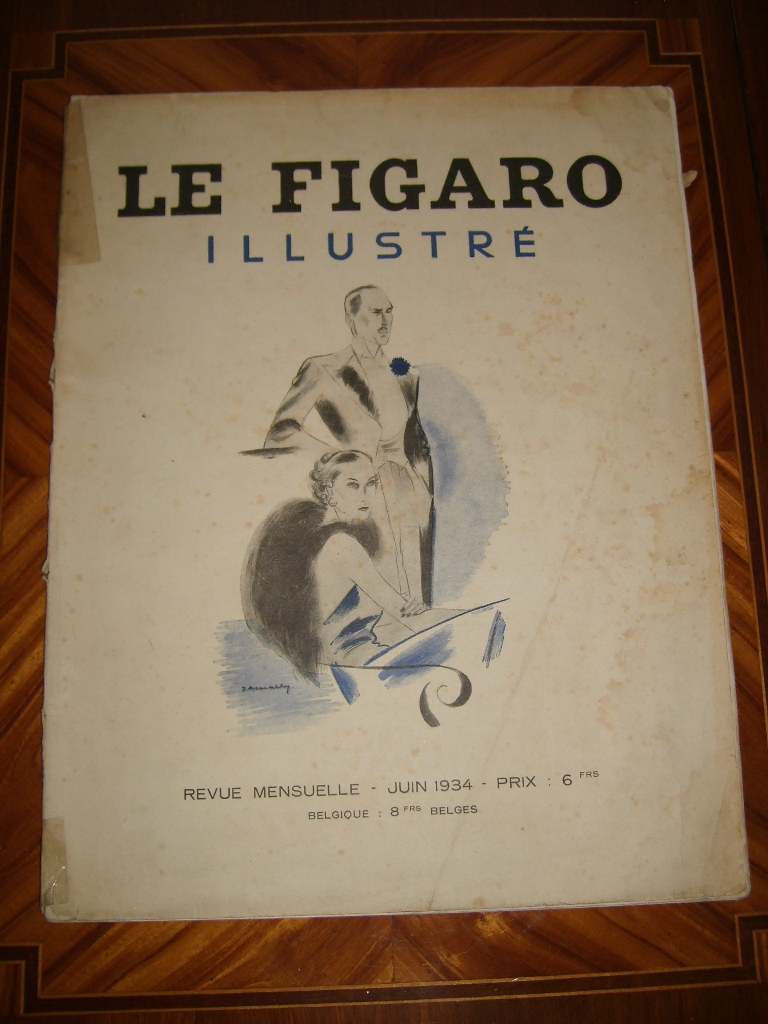 LE FIGARO
ILLUSTRÉ
REVUE MENSUELLE - JUIN 1934 - PRIX : 6 FRS
BELGIQUE : 8 FRS BELGES